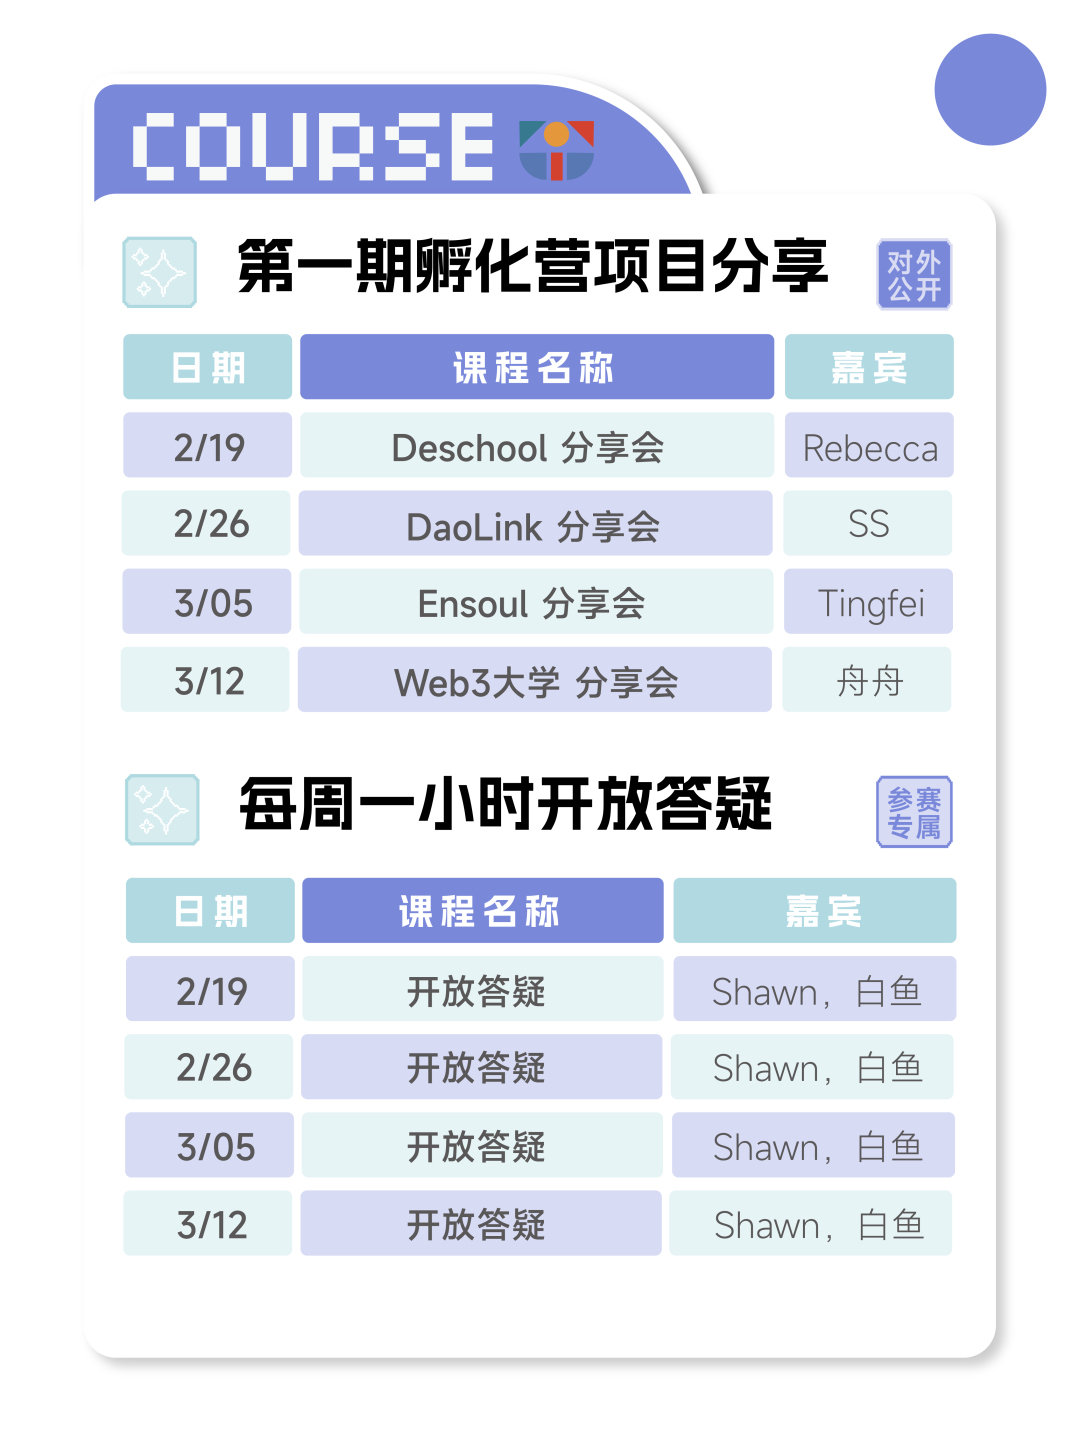 COURSE
第一期孵化营项目分享
对外
公开
日期 课程名称 嘉宾
2/19 Deschool 分享会 Rebecca
2/26 DaoLink 分享会 SS
3/05 Ensoul 分享会 Tingfei
3/12 Web3大学 分享会 舟舟
每周一小时开放答疑
参赛
专属
日期 课程名称 嘉宾
2/19 开放答疑 Shawn, 白鱼
2/26 开放答疑 Shawn, 白鱼
3/05 开放答疑 Shawn, 白鱼
3/12 开放答疑 Shawn, 白鱼